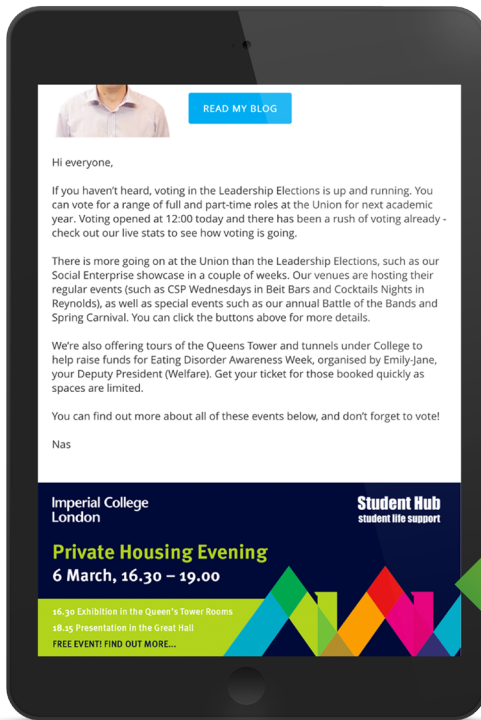 READ MY BLOG
Hi everyone,
If you haven't heard, voting in the Leadership Elections is up and running. You
can vote for a range of full and part-time roles at the Union for next academic
year. Voting opened at 12:00 today and there has been a rush of voting already -
check out our live stats to see how voting is going.
There is more going on at the Union than the Leadership Elections, such as our
Social Enterprise showcase in a couple of weeks. Our venues are hosting their
regular events (such as CSP Wednesdays in Beit Bars and Cocktails Nights in
Reynolds), as well as special events such as our annual Battle of the Bands and
Spring Carnival. You can click the buttons above for more details.
We're also offering tours of the Queens Tower and tunnels under College to
help raise funds for Eating Disorder Awareness Week, organised by Emily-Jane,
your Deputy President (Welfare). Get your ticket for those booked quickly as
spaces are limited.
You can find out more about all of these events below, and don't forget to vote!
Nas
Imperial College
London
Student Hub
student life support
Private Housing Evening
6 March, 16.30 – 19.00
16.30 Exhibition in the Queen's Tower Rooms
18.15 Presentation in the Great Hall
FREE EVENT! FIND OUT MORE...